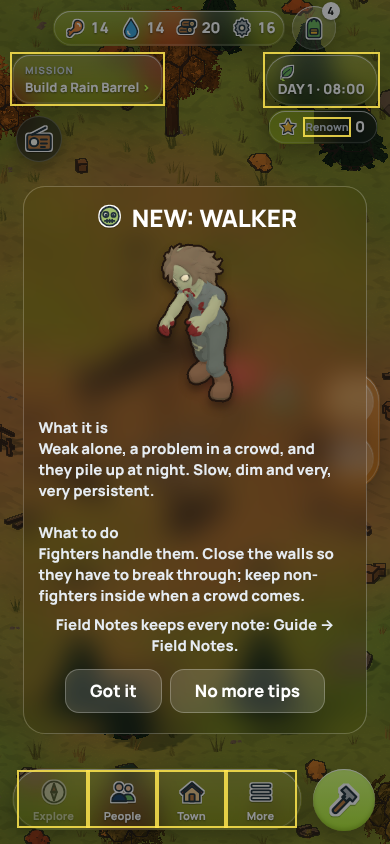 14
14
20
16
4
MISSION
Build a Rain Barrel ›
DAY 1 · 08:00
Renown 0
NEW: WALKER
What it is
Weak alone, a problem in a crowd, and
they pile up at night. Slow, dim and very,
very persistent.
What to do
Fighters handle them. Close the walls so
they have to break through; keep non-
fighters inside when a crowd comes.
Field Notes keeps every note: Guide →
Field Notes.
Got it
No more tips
Explore
People
Town
More